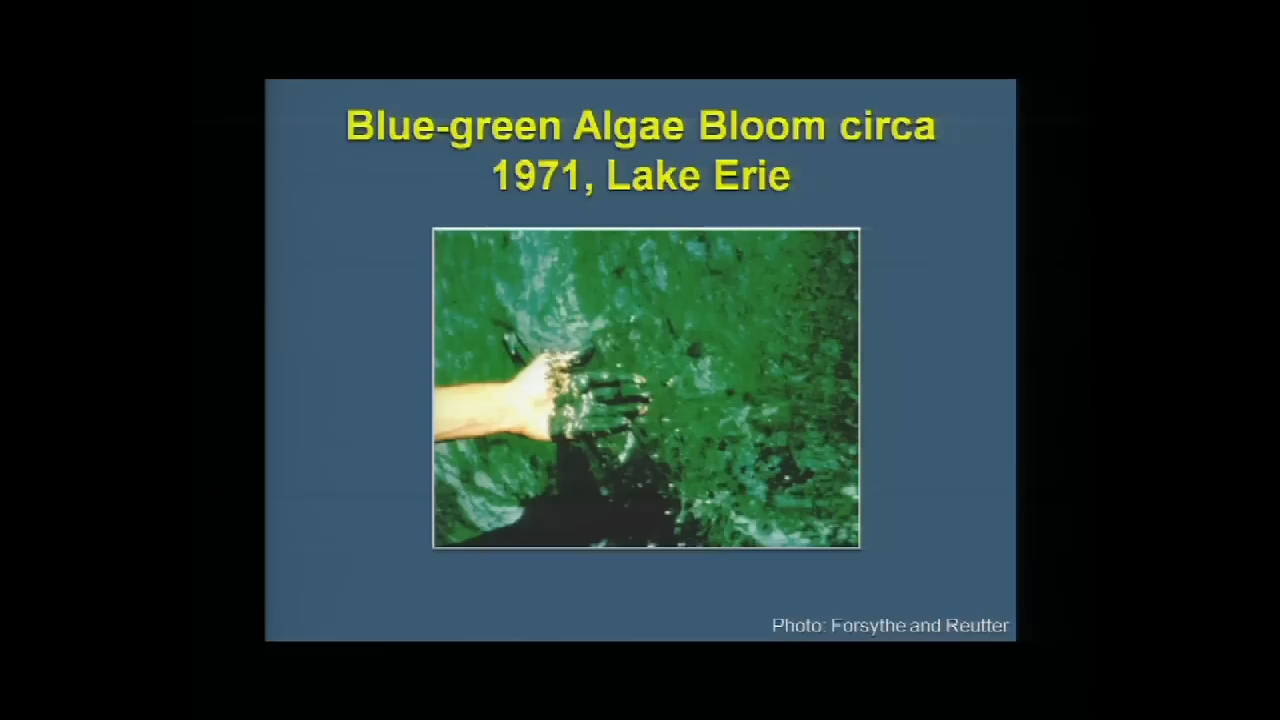 Blue-green Algae Bloom circa
1971, Lake Erie
Photo: Forsythe and Reutter